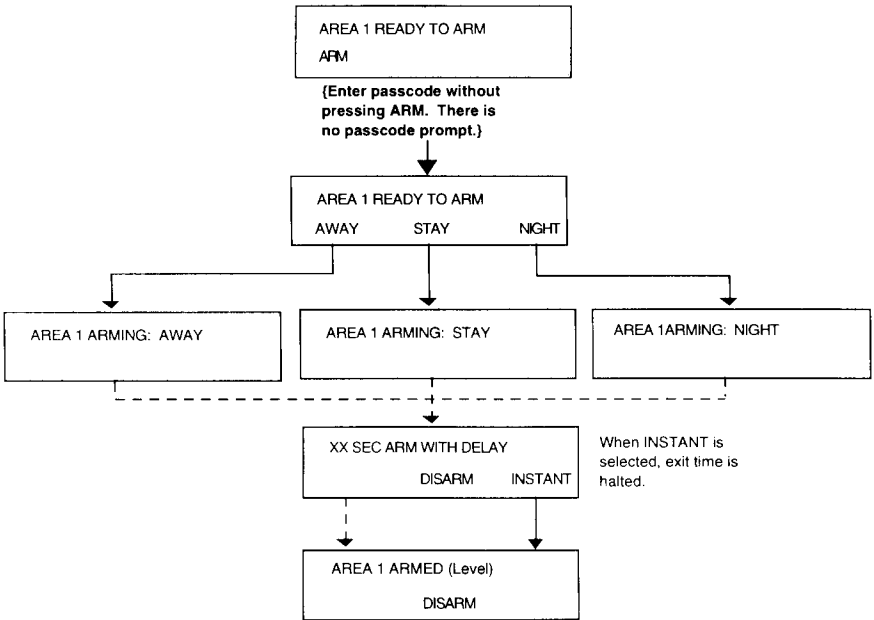 AREA 1 READY TO ARM
ARM
{Enter passcode without
pressing ARM. There is
no passcode prompt.}
AREA 1 READY TO ARM
AWAY STAY NIGHT
AREA 1 ARMING: AWAY
AREA 1 ARMING: STAY
AREA 1ARMING: NIGHT
XX SEC ARM WITH DELAY
DISARM INSTANT
When INSTANT is
selected, exit time is
halted.
AREA 1 ARMED (Level)
DISARM